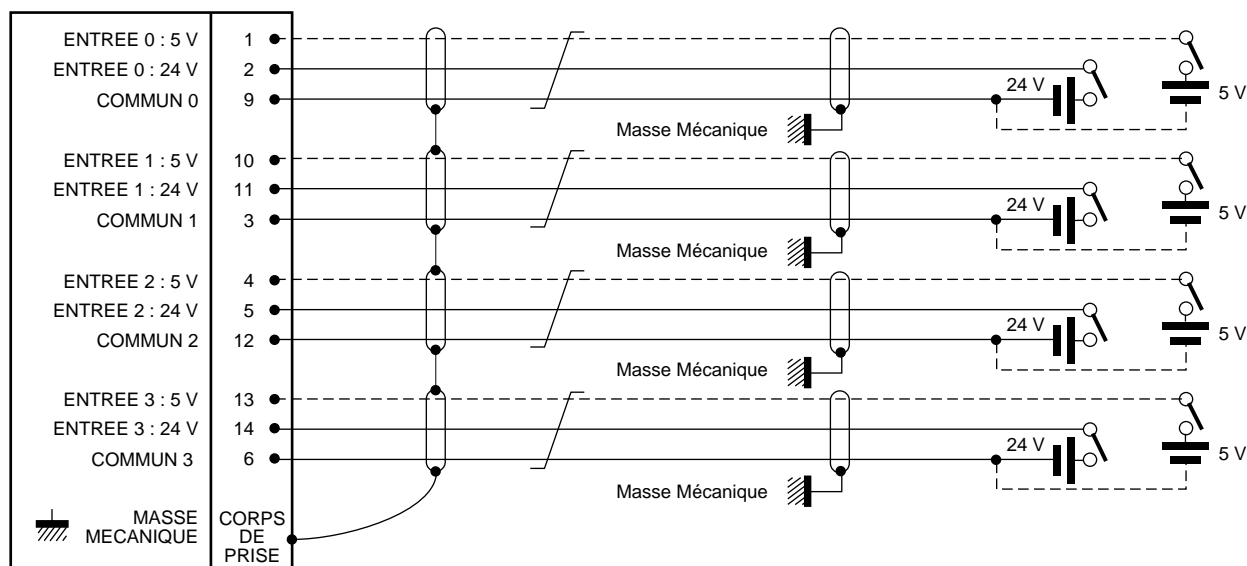 ENTREE 0 : 5 V 1
ENTREE 0 : 24 V 2
COMMUN 0 9
24 V
5 V
Masse Mécanique
ENTREE 1 : 5 V 10
ENTREE 1 : 24 V 11
COMMUN 1 3
24 V
5 V
Masse Mécanique
ENTREE 2 : 5 V 4
ENTREE 2 : 24 V 5
COMMUN 2 12
24 V
5 V
Masse Mécanique
ENTREE 3 : 5 V 13
ENTREE 3 : 24 V 14
COMMUN 3 6
24 V
5 V
Masse Mécanique
MASSE
MECANIQUE
CORPS
DE
PRISE